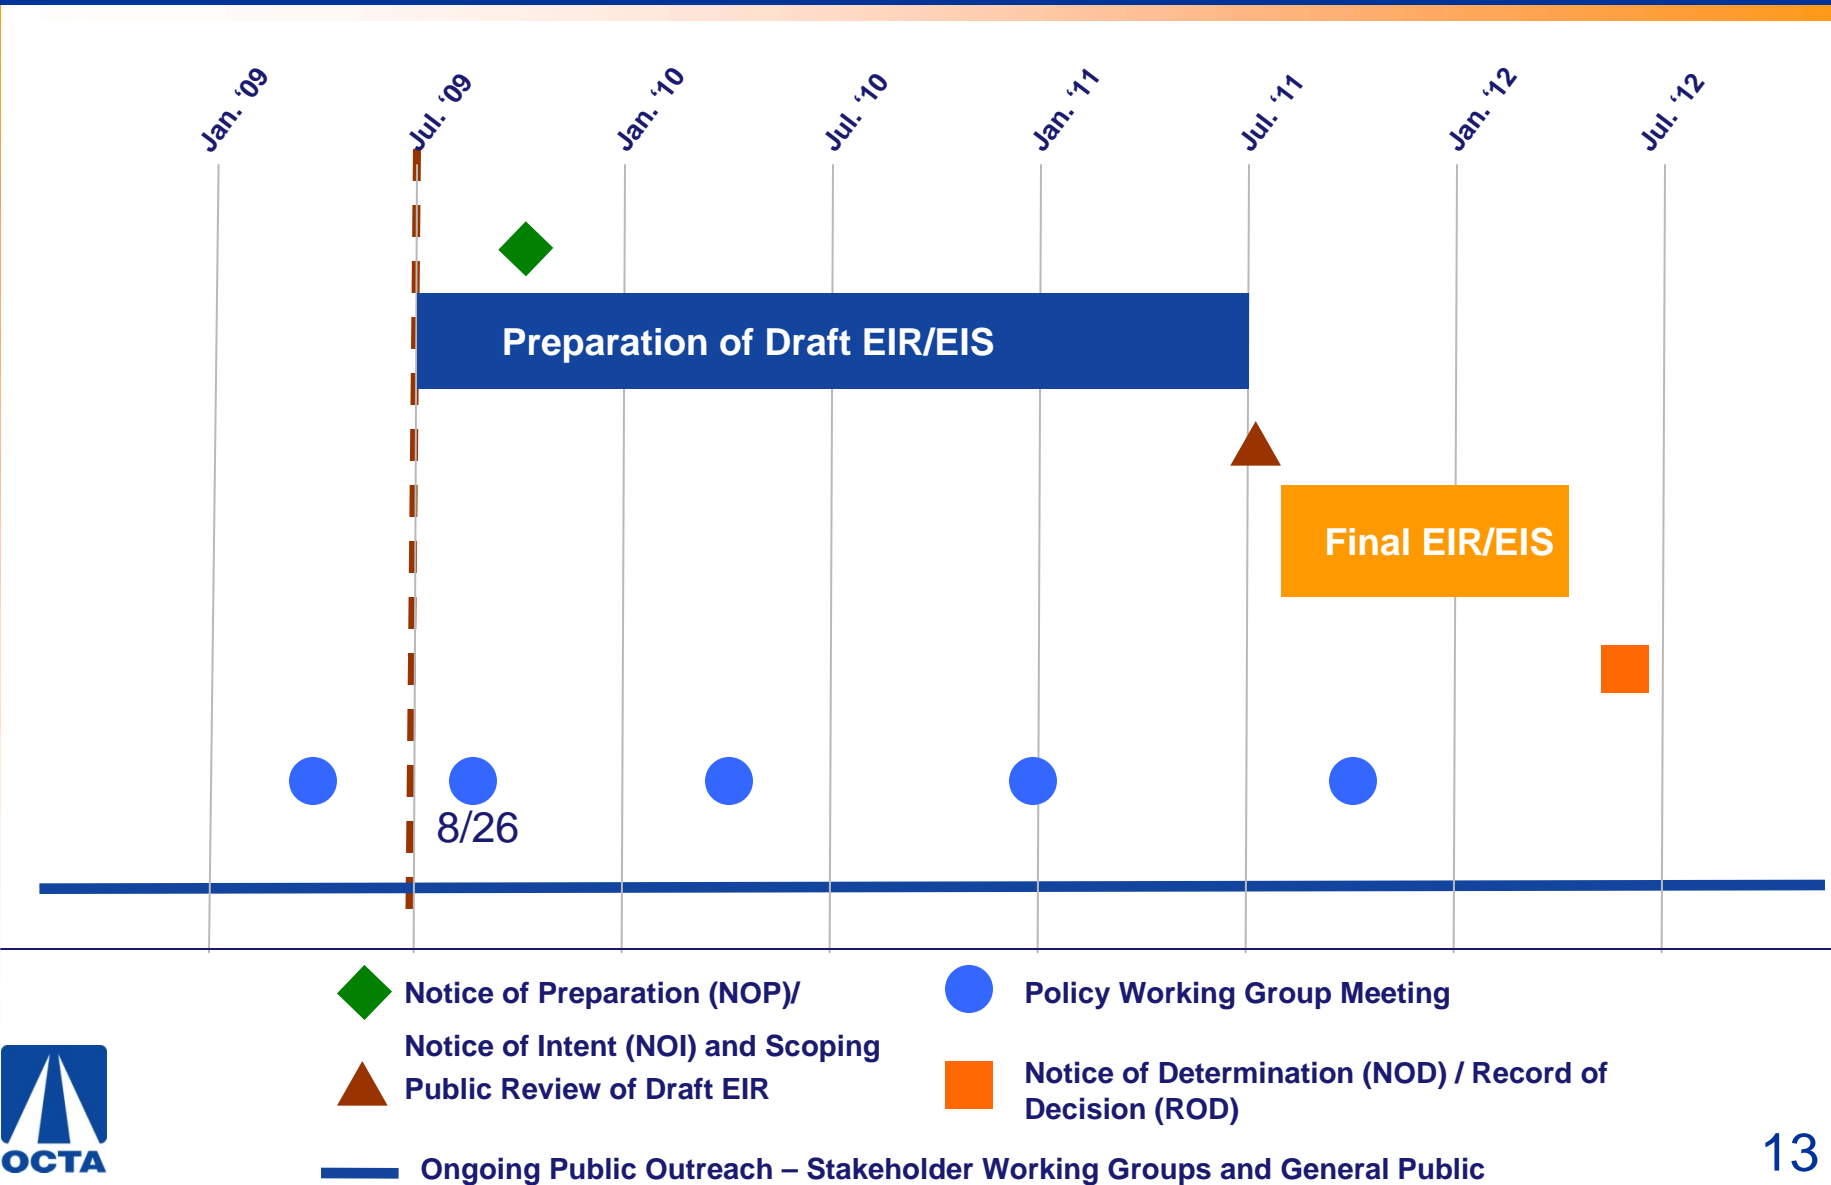 Jan. ‘09
Jul. ‘09
Jan. ‘10
Jul. ‘10
Jan. ‘11
Jul. ‘11
Jan. ‘12
Jul. ‘12
Preparation of Draft EIR/EIS
Final EIR/EIS
8/26
Notice of Preparation (NOP)/
Notice of Intent (NOI) and Scoping
Public Review of Draft EIR
Policy Working Group Meeting
Notice of Determination (NOD) / Record of
Decision (ROD)
Ongoing Public Outreach – Stakeholder Working Groups and General Public
OCTA
13